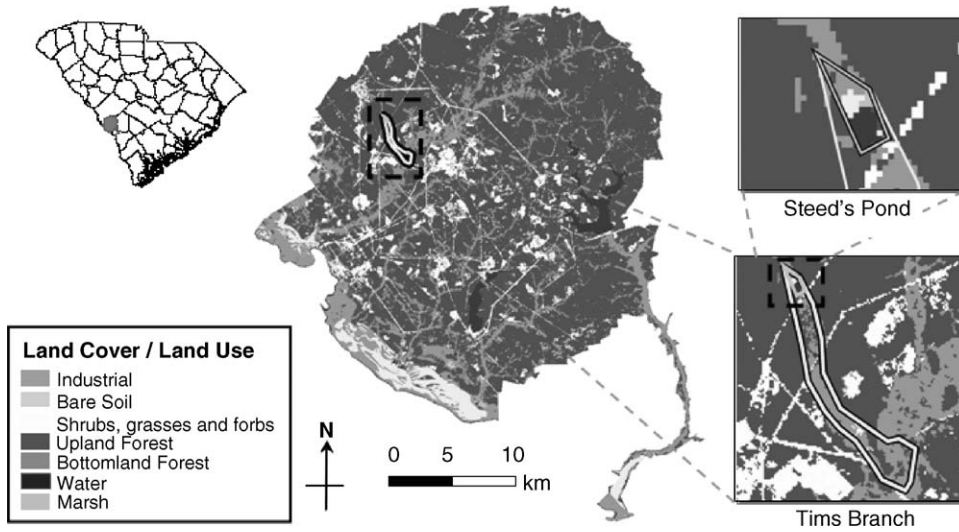 Steed's Pond
Land Cover / Land Use
Industrial
Bare Soil
Shrubs, grasses and forbs
Upland Forest
Bottomland Forest
Water
Marsh
N
0 5 10
km
Tims Branch